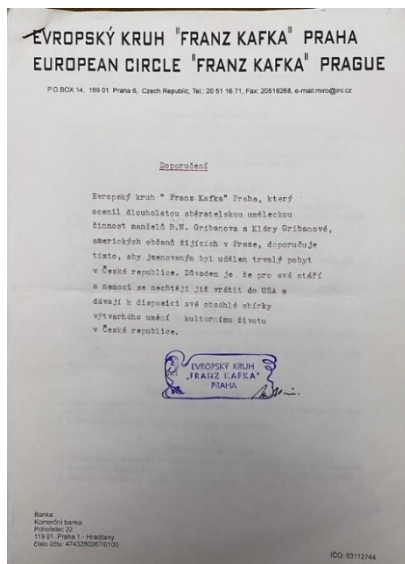 EVROPSKÝ KRUH "FRANZ KAFKA" PRAHA
EUROPEAN CIRCLE "FRANZ KAFKA" PRAGUE
P.O.BOX 14, 169 01 Praha 6, Czech Republic, Tel.: 20 51 16 71, Fax: 20518268, e-mail:miro@ini.cz
Doporučení
Evropský kruh " Franz Kafka" Praha, který
ocenil dlouholetou sběratelskou uměleckou
činnost manželů B.N. Gribanova a Kláry Gribanové,
amerických občanů žijících v Praze, doporučuje
tímto, aby jmenovaným byl udělen trvalý pobyt
v České republice. Důvodem je že pro své stáří
a nemoci se nechtějí již vrátit do USA a
dávají k disposici své obsáhlé sbírky
výtvarného umění kulturnímu životu
v České republice.
EVROPSKÝ KRUH
„FRANZ KAFKA"
PRAHA
Banka:
Komerční banka
Pohořelec 22
119 01 Praha 1 - Hradčany
číslo účtu: 4743280267/0100
IČO: 63112744